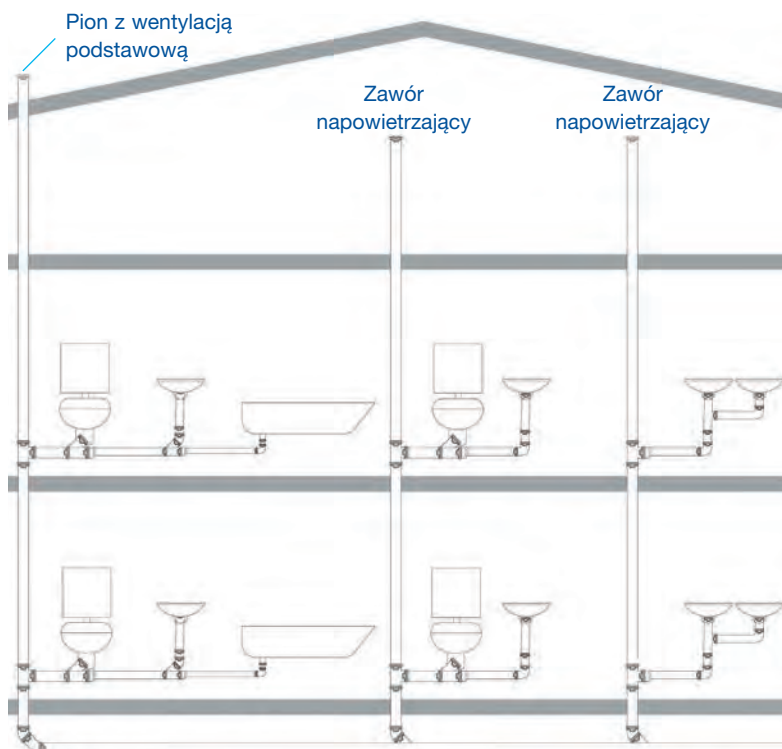 Pion z wentylacją
podstawową
Zawór
napowietrzający
Zawór
napowietrzający